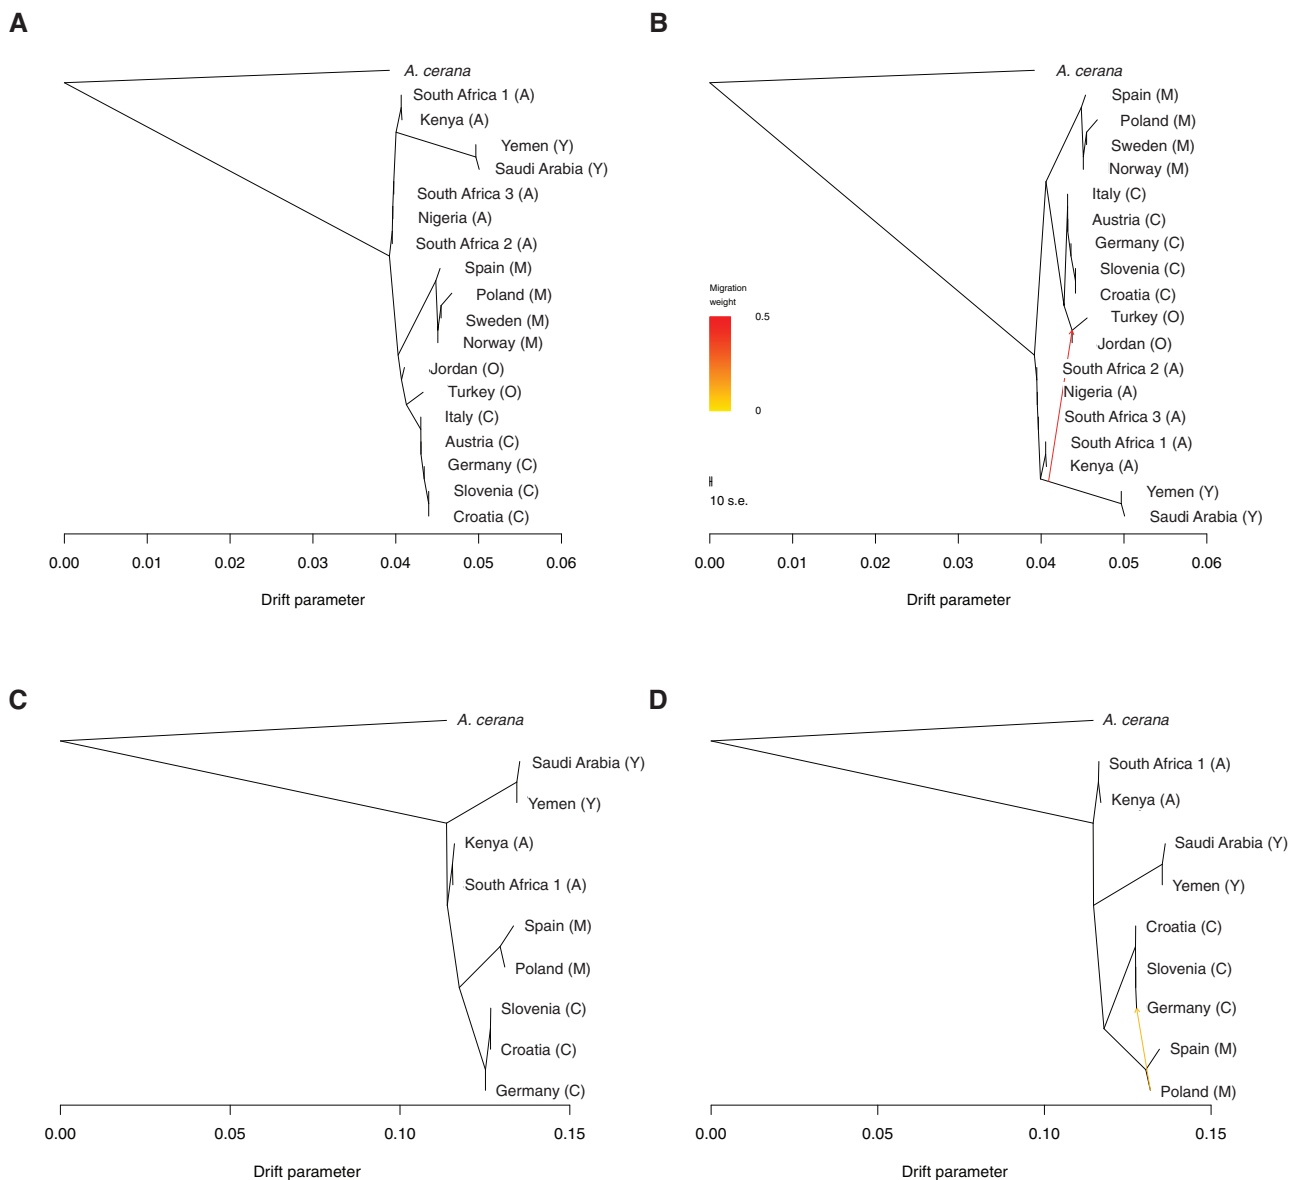 A
A. cerana
South Africa 1 (A)
Kenya (A)
Yemen (Y)
Saudi Arabia (Y)
South Africa 3 (A)
Nigeria (A)
South Africa 2 (A)
Spain (M)
Poland (M)
Sweden (M)
Norway (M)
Jordan (O)
Turkey (O)
Italy (C)
Austria (C)
Germany (C)
Slovenia (C)
Croatia (C)
0.00 0.01 0.02 0.03 0.04 0.05 0.06
Drift parameter
B
A. cerana
Spain (M)
Poland (M)
Sweden (M)
Norway (M)
Italy (C)
Austria (C)
Germany (C)
Slovenia (C)
Croatia (C)
Turkey (O)
Jordan (O)
South Africa 2 (A)
Nigeria (A)
South Africa 3 (A)
South Africa 1 (A)
Kenya (A)
Yemen (Y)
Saudi Arabia (Y)
Migration
weight
0.5
0
10 s.e.
0.00 0.01 0.02 0.03 0.04 0.05 0.06
Drift parameter
C
A. cerana
Saudi Arabia (Y)
Yemen (Y)
Kenya (A)
South Africa 1 (A)
Spain (M)
Poland (M)
Slovenia (C)
Croatia (C)
Germany (C)
0.00 0.05 0.10 0.15
Drift parameter
D
A. cerana
South Africa 1 (A)
Kenya (A)
Saudi Arabia (Y)
Yemen (Y)
Croatia (C)
Slovenia (C)
Germany (C)
Spain (M)
Poland (M)
0.00 0.05 0.10 0.15
Drift parameter